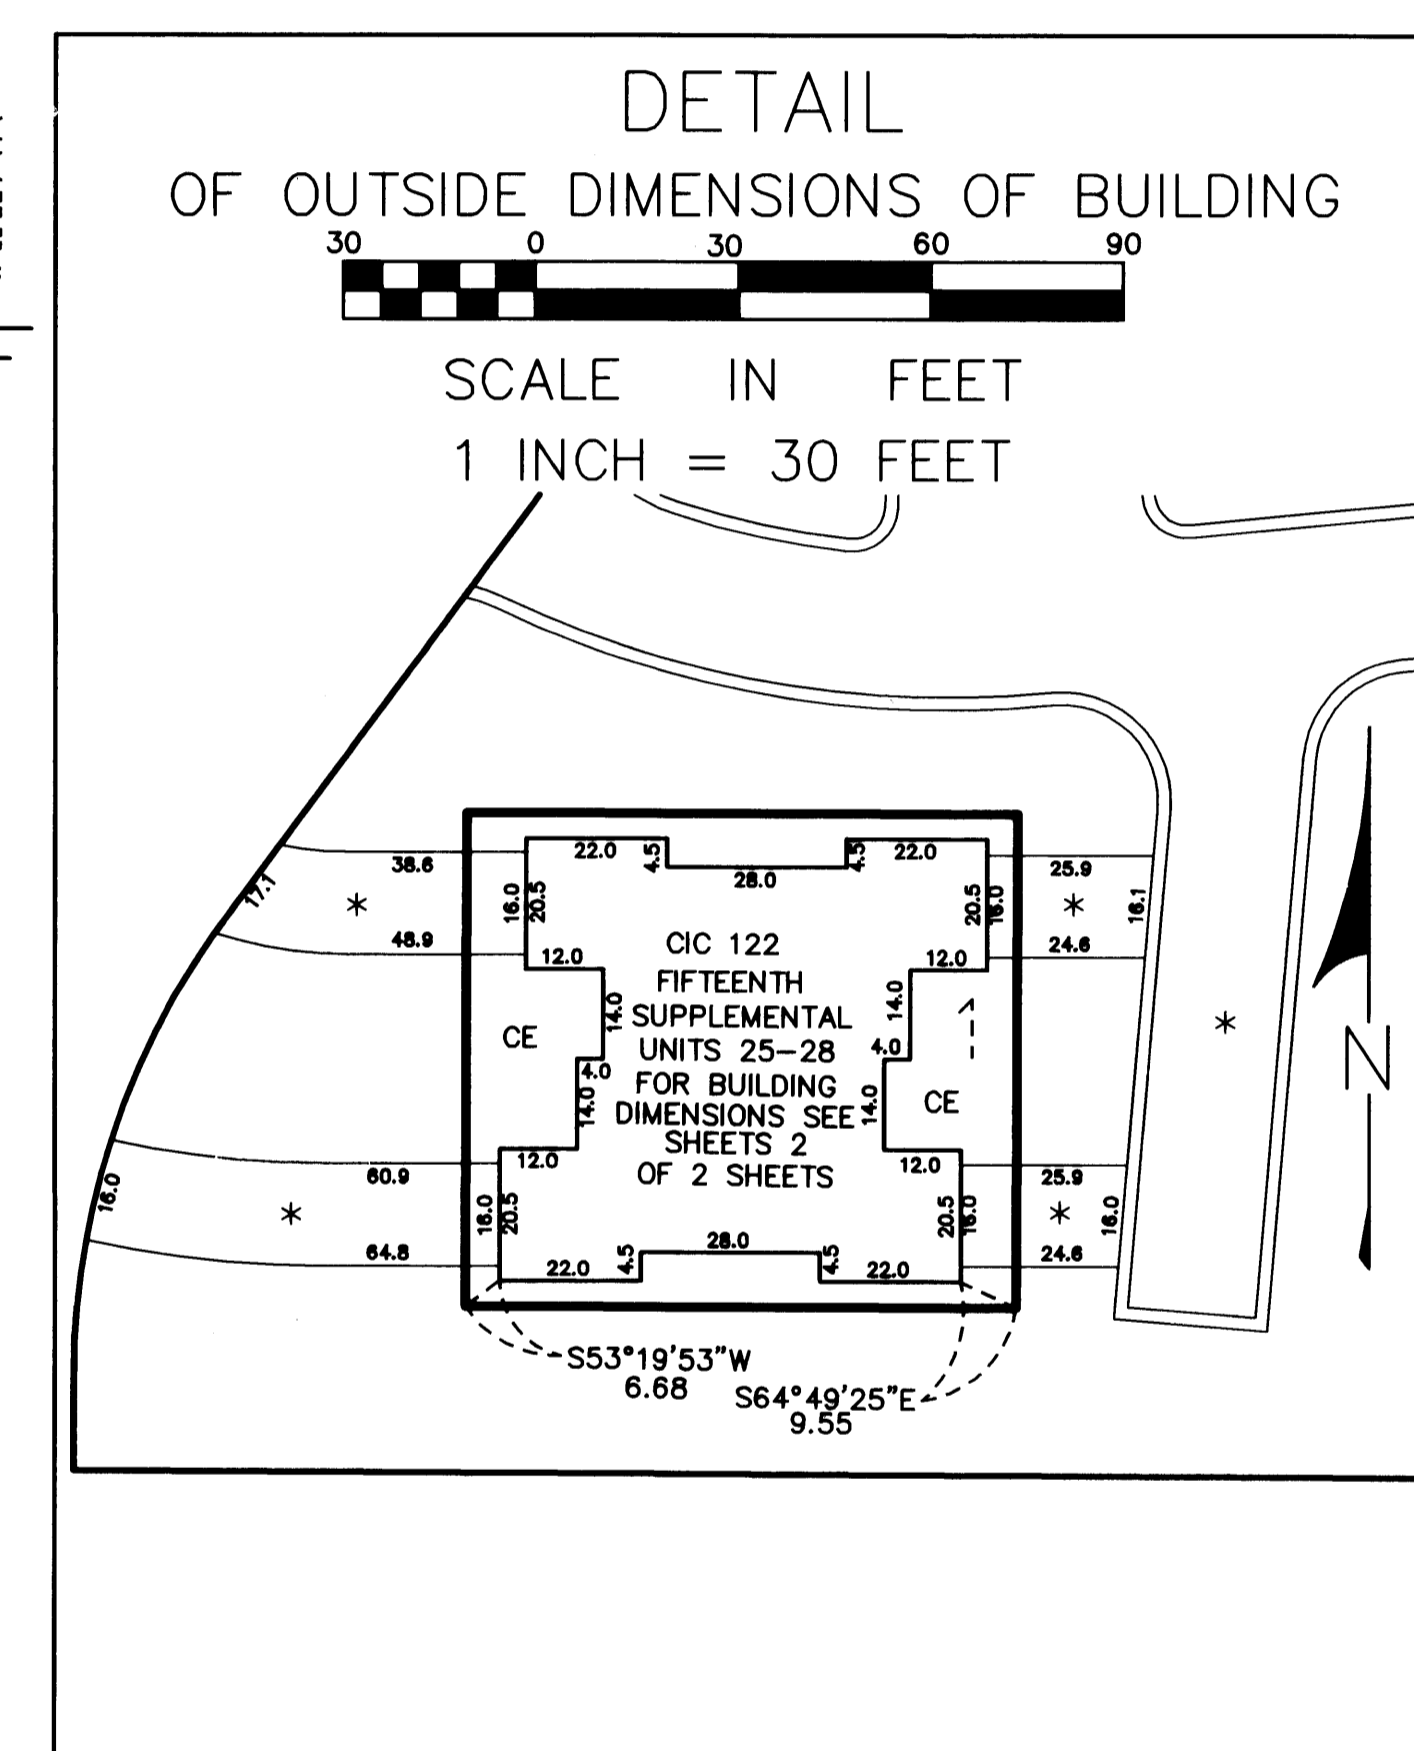 DETAIL
OF OUTSIDE DIMENSIONS OF BUILDING
30 0 30 60 90
SCALE IN FEET
1 INCH = 30 FEET
22.0 4.5 28.0 4.5 22.0
38.6
25.9
17.1
*
16.0 20.5
20.5 16.0
*
16.1
48.9
24.6
12.0
12.0
CIC 122
FIFTEENTH
SUPPLEMENTAL
UNITS 25-28
FOR BUILDING
DIMENSIONS SEE
SHEETS 2
OF 2 SHEETS
CE
14.0
4.0
14.0
14.0
4.0
14.0
CE
*
N
12.0
12.0
60.9
25.9
16.0
*
16.0 20.5
20.5 16.0
*
16.0
64.8
24.6
22.0 4.5 28.0 4.5 22.0
S53°19'53"W
6.68
S64°49'25"E
9.55